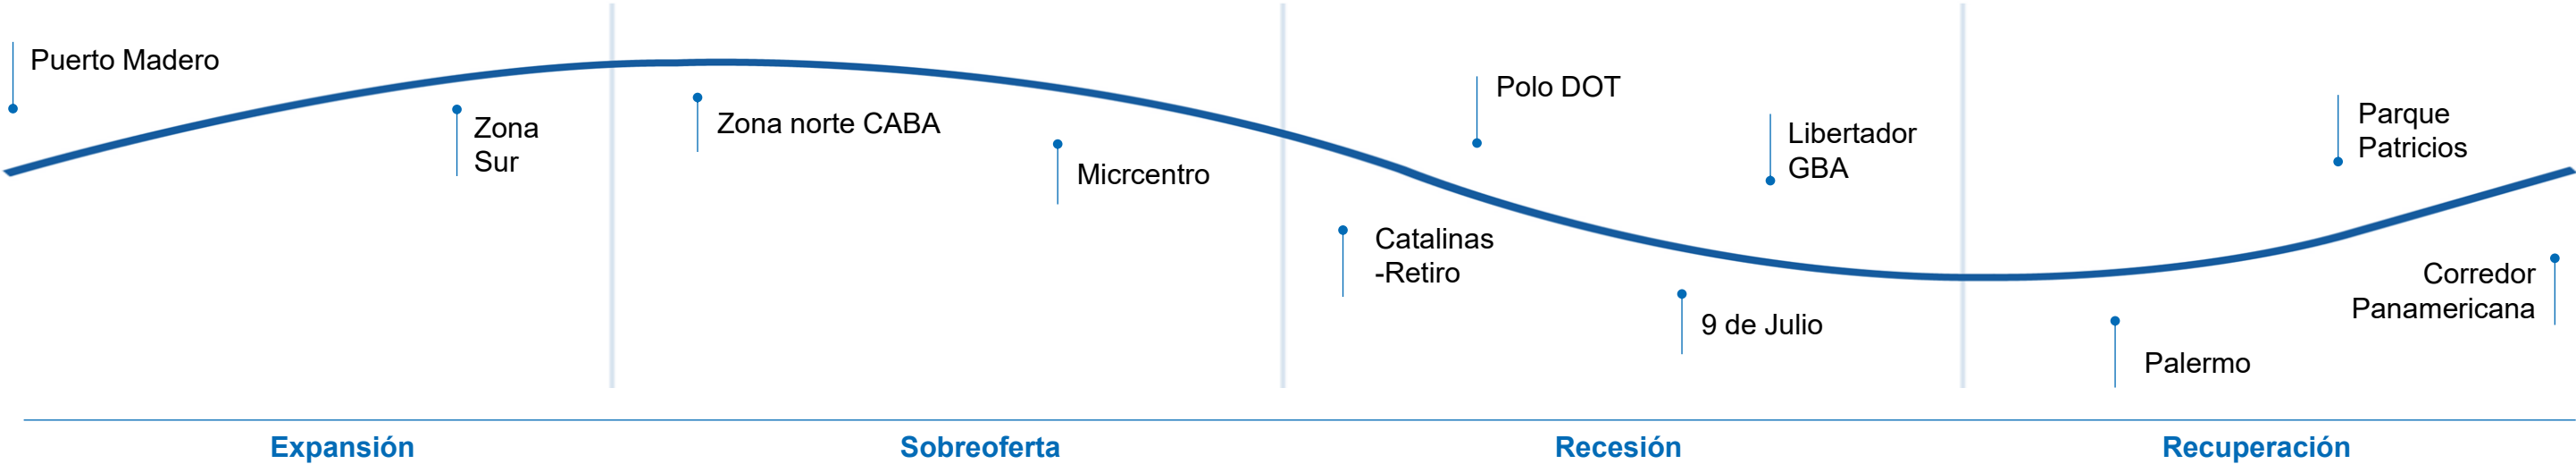 Puerto Madero
Zona
Sur
Zona norte CABA
Micrcentro
Catalinas
-Retiro
Polo DOT
9 de Julio
Libertador
GBA
Palermo
Parque
Patricios
Corredor
Panamericana
Expansión
Sobreoferta
Recesión
Recuperación